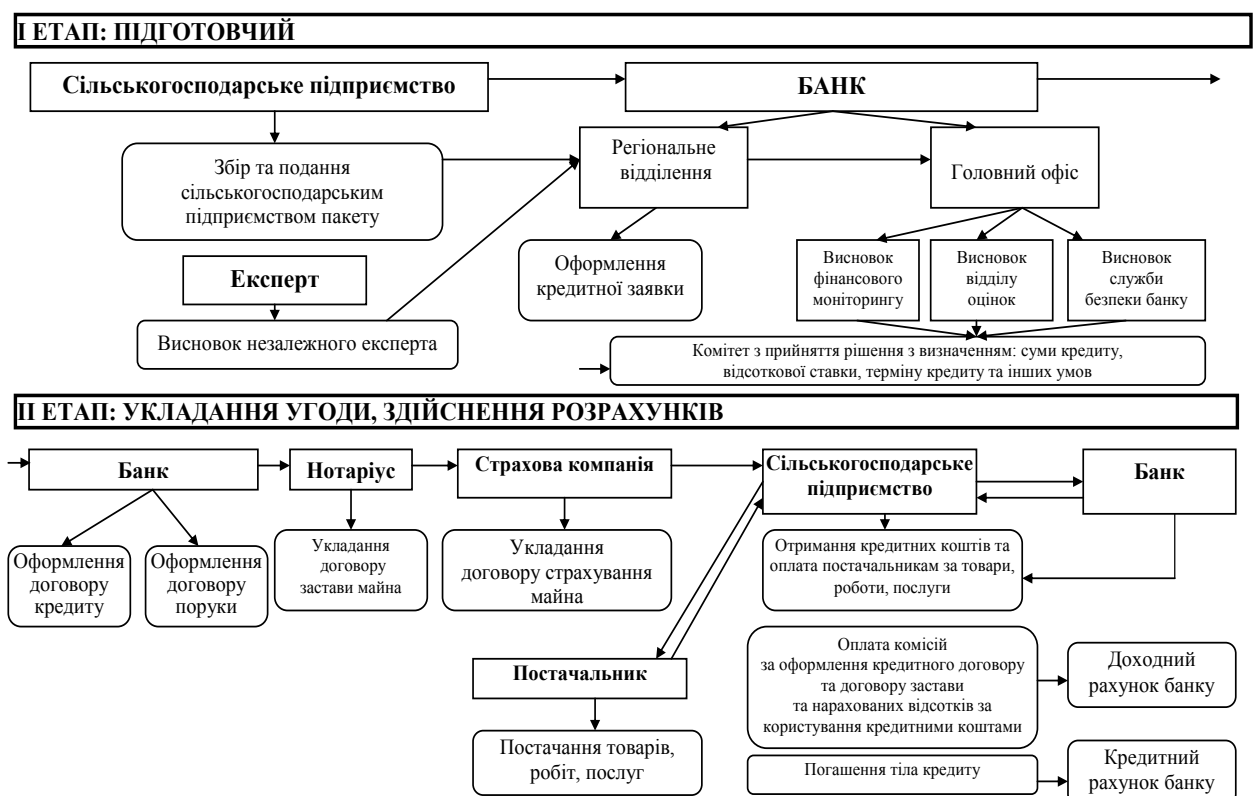 І ЕТАП: ПІДГОТОВЧИЙ
Сільськогосподарське підприємство
БАНК
Збір та подання
сільськогосподарським
підприємством пакету
Регіональне
відділення
Головний офіс
Експерт
Висновок незалежного експерта
Оформлення
кредитної заявки
Висновок
фінансового
моніторингу
Висновок
відділу
оцінок
Висновок
служби
безпеки банку
Комітет з прийняття рішення з визначенням: суми кредиту,
відсоткової ставки, терміну кредиту та інших умов
ІІ ЕТАП: УКЛАДАННЯ УГОДИ, ЗДІЙСНЕННЯ РОЗРАХУНКІВ
Банк
Нотаріус
Страхова компанія
Сільськогосподарське
підприємство
Банк
Оформлення
договору
кредиту
Оформлення
договору
поруки
Укладання
договору
застави майна
Укладання
договору страхування
майна
Отримання кредитних коштів та
оплата постачальникам за товари,
роботи, послуги
Постачальник
Постачання товарів,
робіт, послуг
Оплата комісій
за оформлення кредитного договору
та договору застави
та нарахованих відсотків за
користування кредитними коштами
Доходний
рахунок банку
Погашення тіла кредиту
Кредитний
рахунок банку